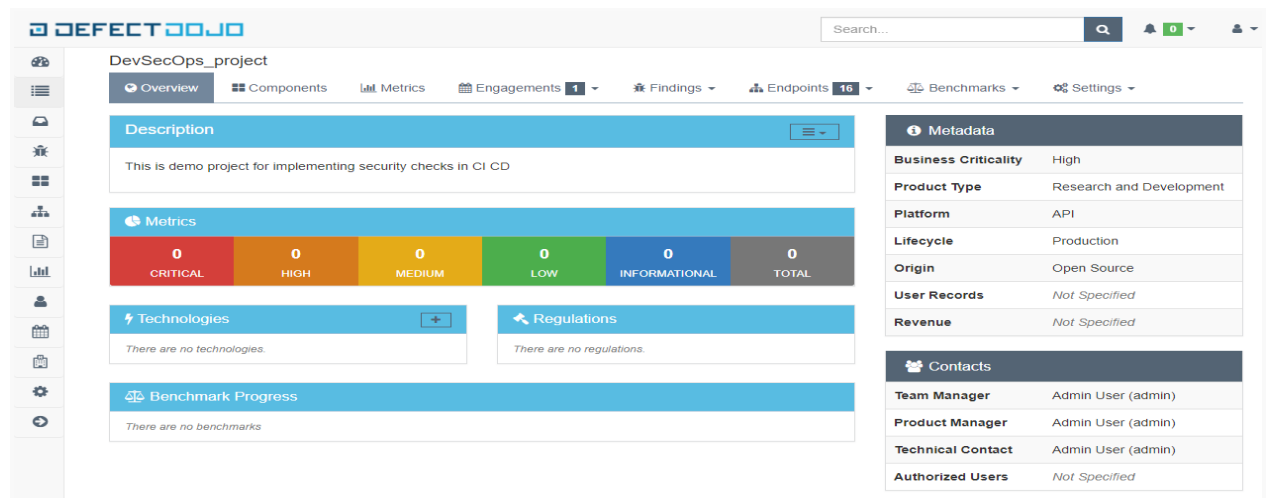 DEFECTDOJO
Search...
0
DevSecOps_project
Overview
Components
Metrics
Engagements 1
Findings
Endpoints 16
Benchmarks
Settings
Description
This is demo project for implementing security checks in CI CD
Metrics
0 0 0 0 0 0
CRITICAL HIGH MEDIUM LOW INFORMATIONAL TOTAL
Technologies
There are no technologies.
Regulations
There are no regulations.
Benchmark Progress
There are no benchmarks
Metadata
Business Criticality High
Product Type Research and Development
Platform API
Lifecycle Production
Origin Open Source
User Records Not Specified
Revenue Not Specified
Contacts
Team Manager Admin User (admin)
Product Manager Admin User (admin)
Technical Contact Admin User (admin)
Authorized Users Not Specified